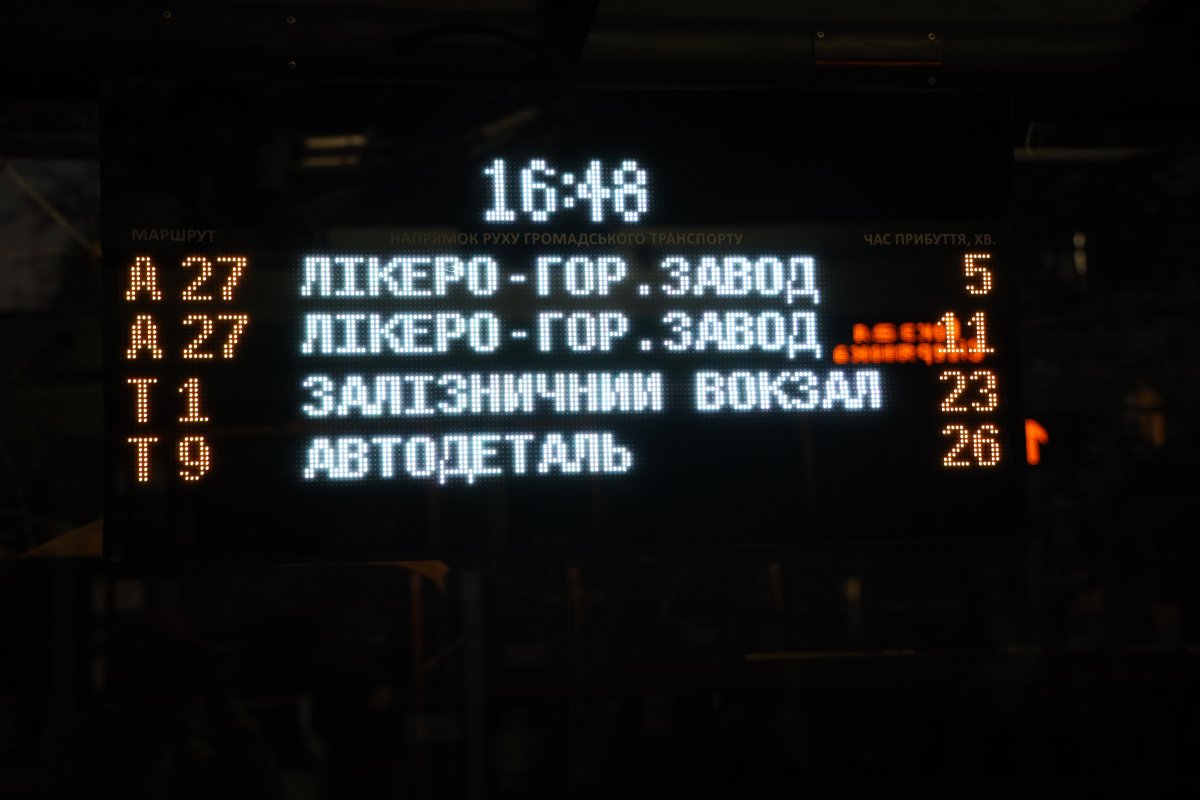 16:48
МАРШРУТ НАПРЯМОК РУХУ ГРОМАДСЬКОГО ТРАНСПОРТУ ЧАС ПРИБУТТЯ, ХВ.
А 27 ЛІКЕРО-ГОР.ЗАВОД 5
А 27 ЛІКЕРО-ГОР.ЗАВОД 11
Т 1 ЗАЛІЗНИЧНИИ ВОКЗАЛ 23
Т 9 АВТОДЕТАЛЬ 26